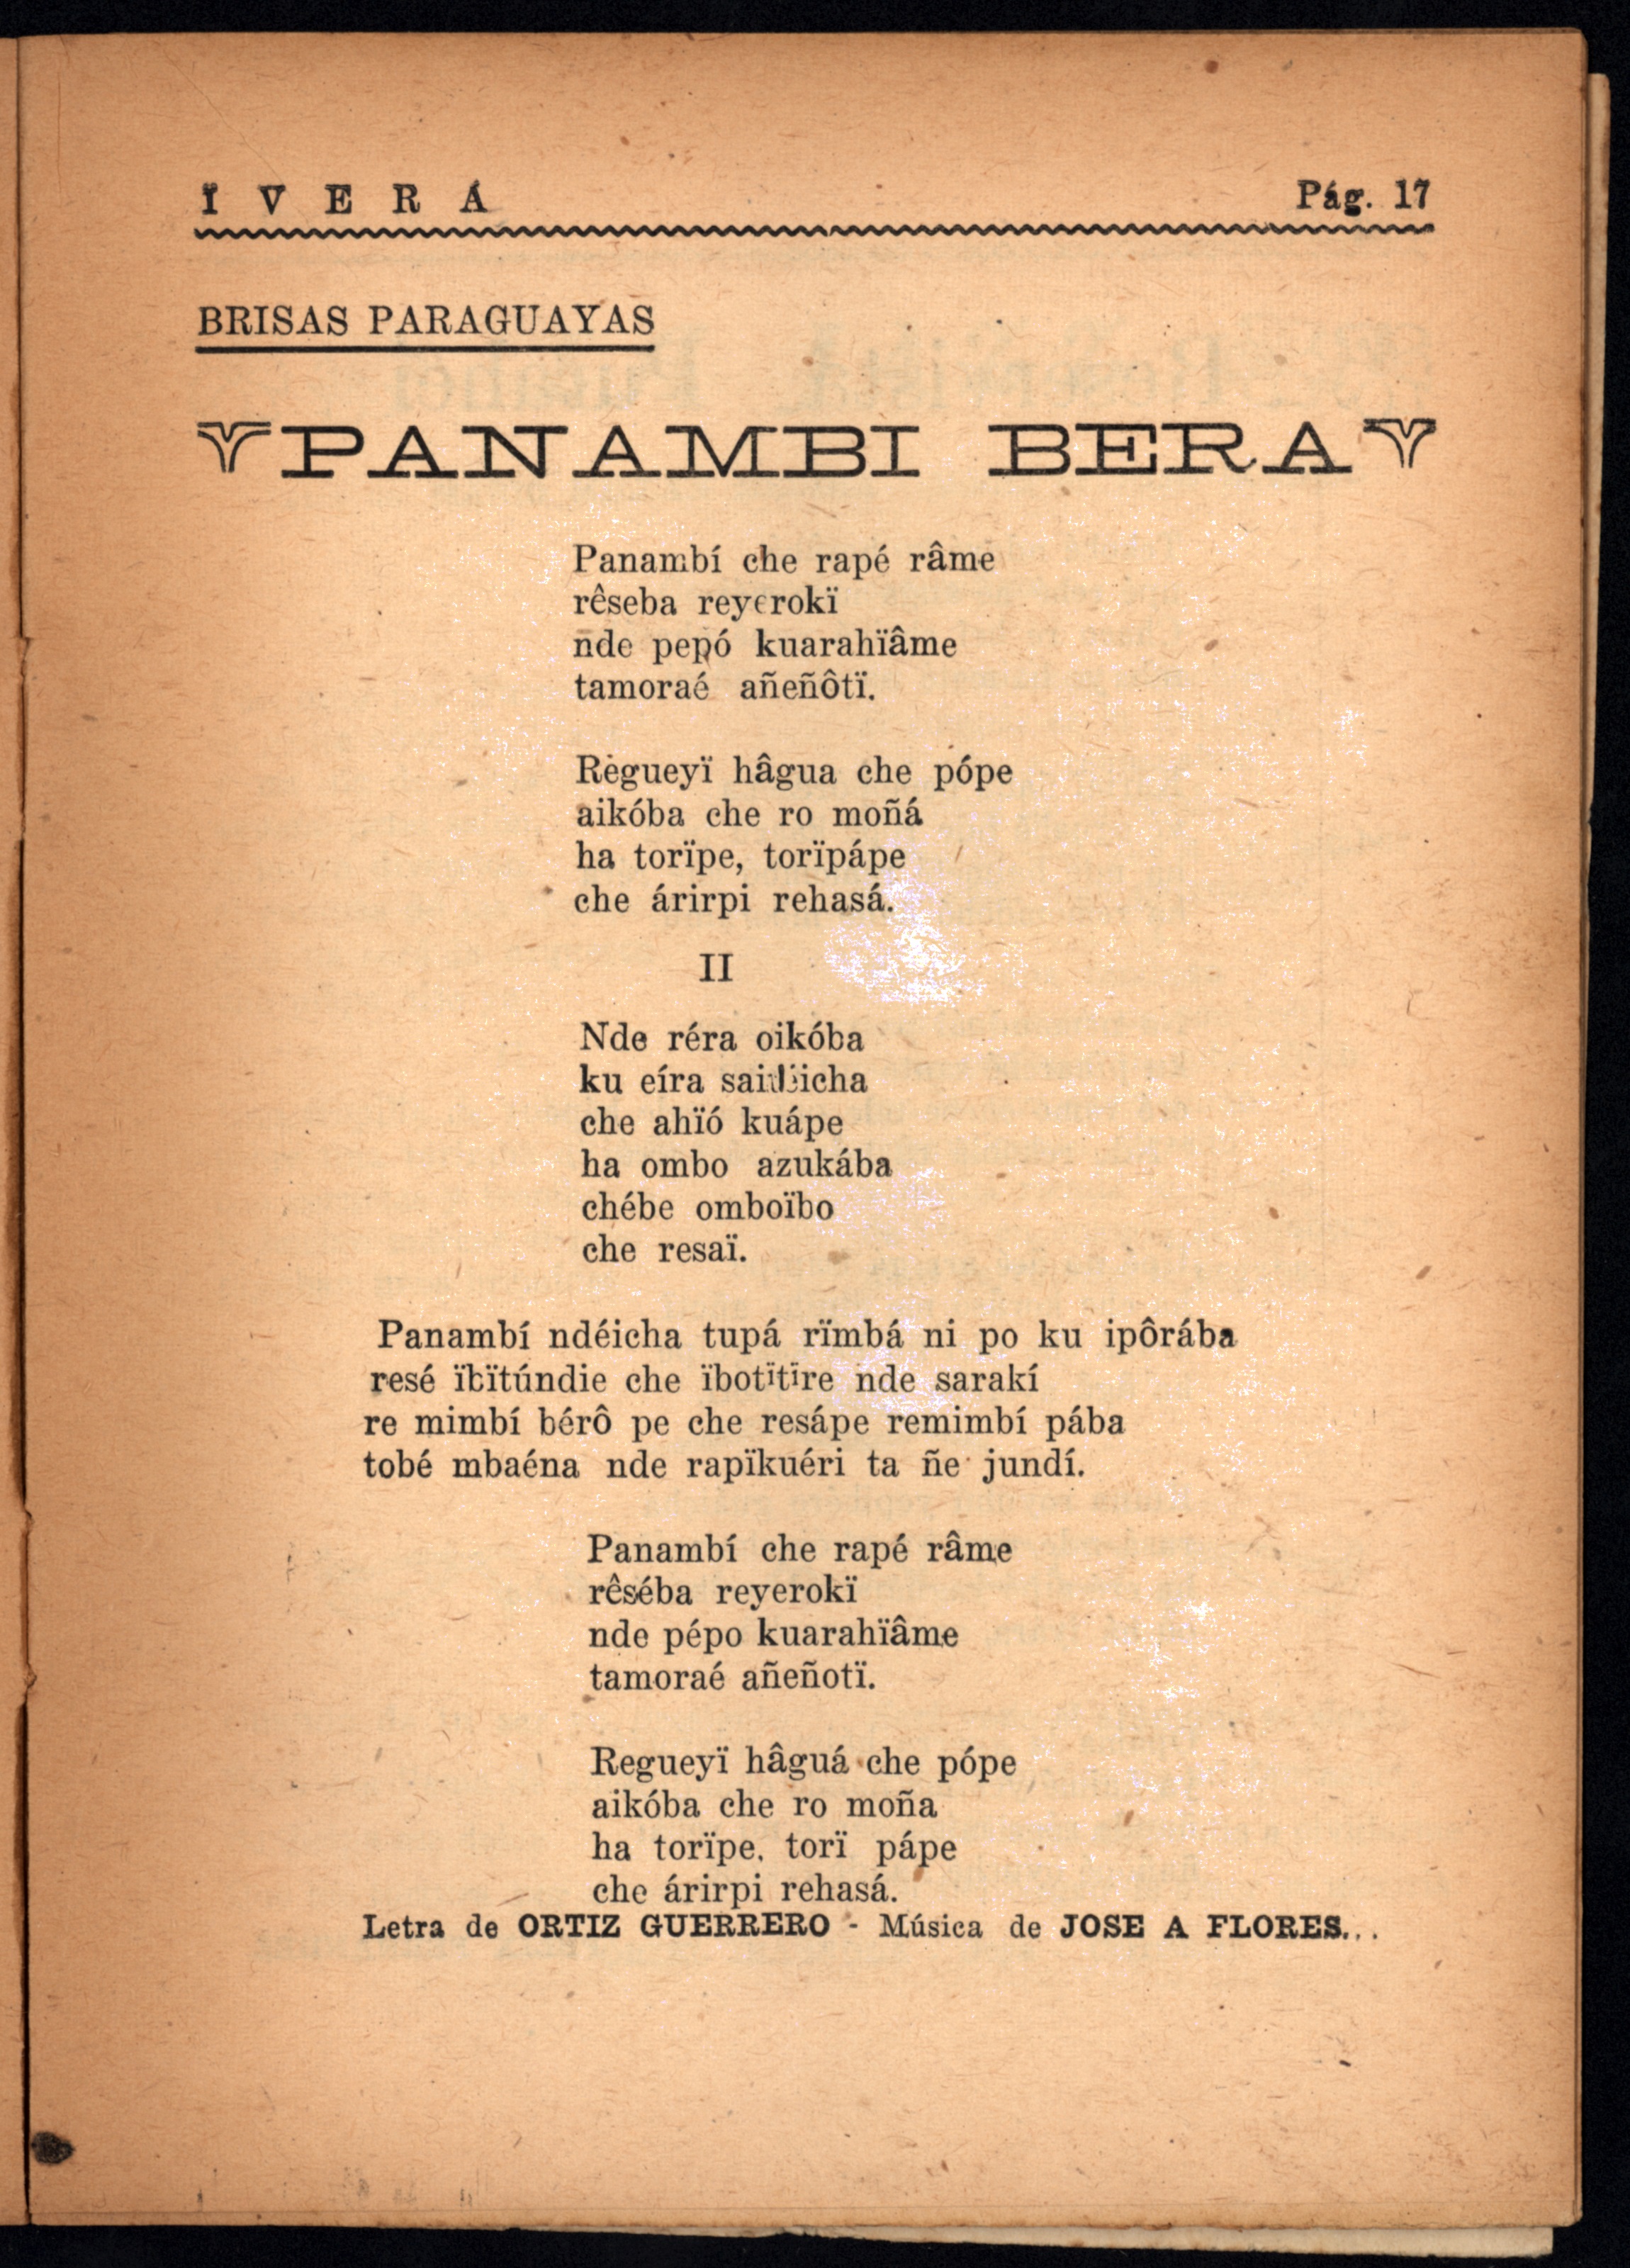 Ï V E R Á
Pág. 17
BRISAS PARAGUAYAS
PANAMBI BERA
Panambí che rapé râme
rêseba reyerokï
nde pepó kuarahïâme
tamoraé añeñôtï.
Regueyï hâgua che pópe
aikóba che ro moñá
ha torïpe, torïpápe
che árirpi rehasá.
II
Nde réra oikóba
ku eíra
che ahïó kuápe
ha ombo azukába
chébe omboïbo
che resaï.
Panambí ndéicha tupá rïmbá ni po ku ipôrába
resé ïbïtúndie che ïbotïtïre nde sarakí
re mimbí bérô pe che resápe remimbí pába
tobé mbaéna nde rapïkuéri ta ñe jundí.
Panambí che rapé râme
rêséba reyerokï
nde pépo kuarahïâme
tamoraé añeñotï.
Regueyï hâguá che pópe
aikóba che ro moña
ha torïpe. torï pápe
che árirpi rehasá.
Letra de ORTIZ GUERRERO - Música de JOSE A FLORES...